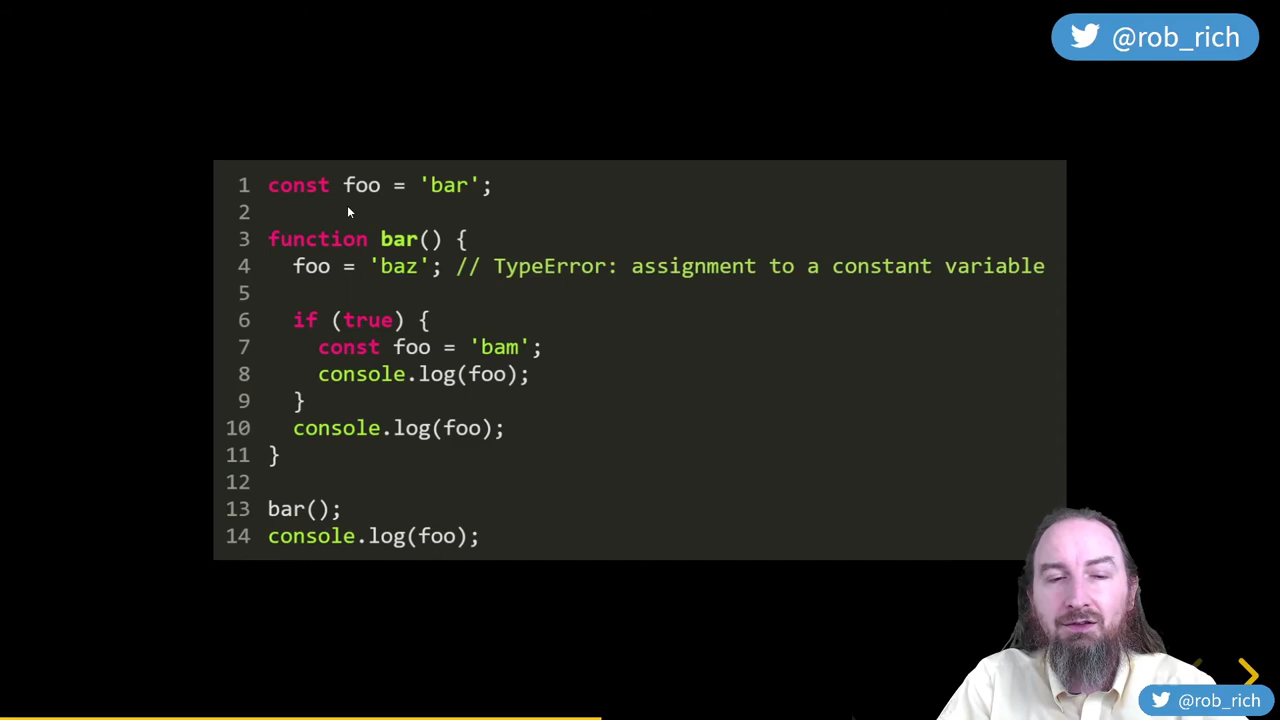 @rob_rich
1 const foo = 'bar';
2
3 function bar() {
4   foo = 'baz'; // TypeError: assignment to a constant variable
5
6   if (true) {
7     const foo = 'bam';
8     console.log(foo);
9   }
10   console.log(foo);
11 }
12
13 bar();
14 console.log(foo);
@rob_rich